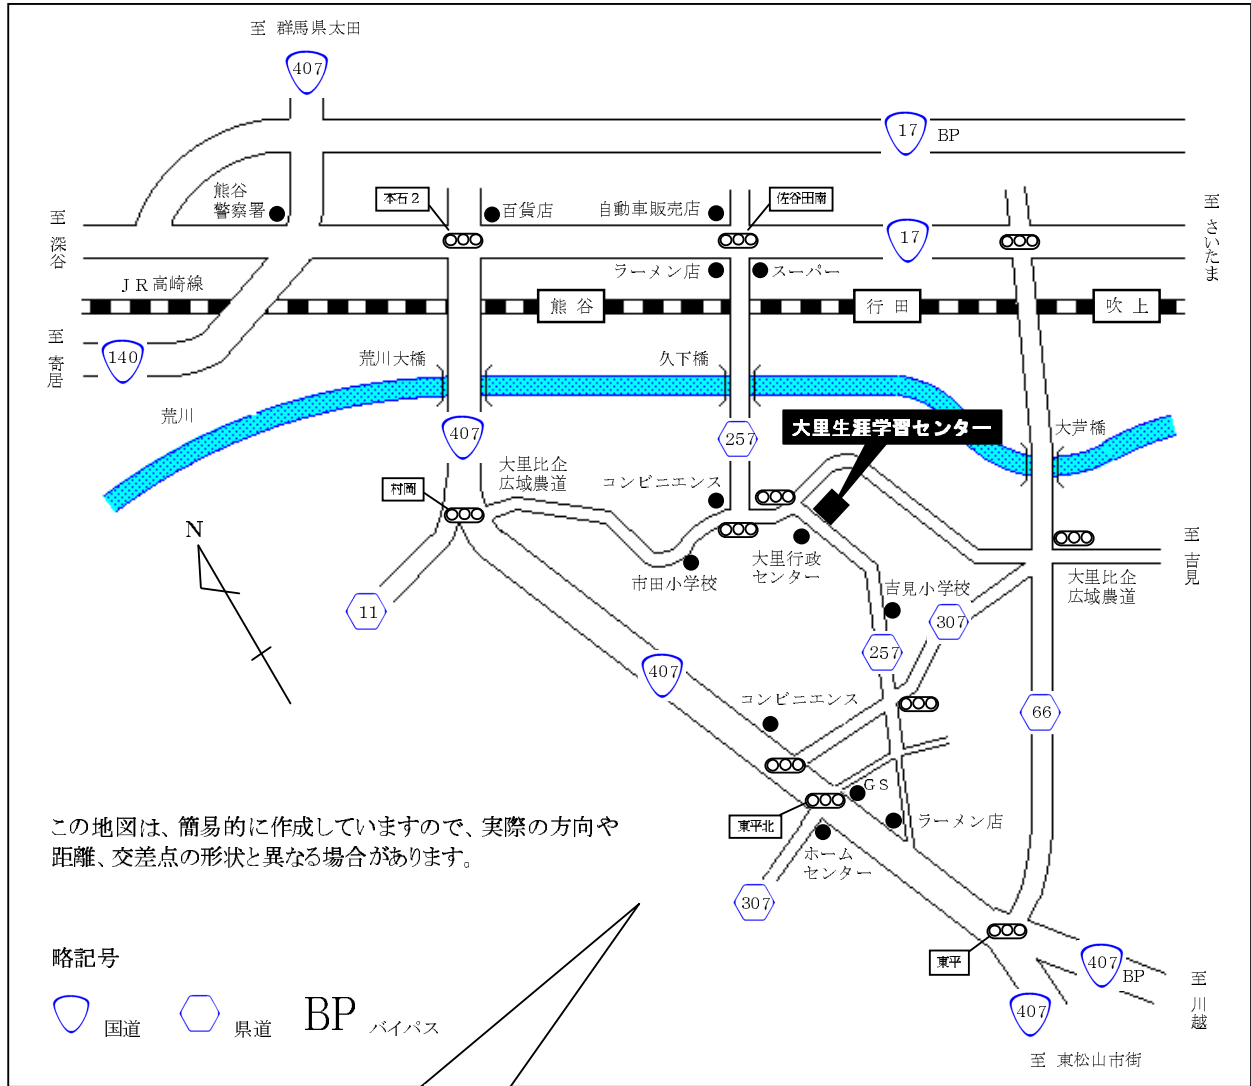 至 群馬県太田
407
17
BP
熊谷
警察署
本石２
百貨店
自動車販売店
佐谷田南
至 深谷
至 さいたま
17
ＪＲ高崎線
ラーメン店
スーパー
熊 谷
行 田
吹 上
至 寄居
140
荒川大橋
久下橋
荒川
407
257
大里生涯学習センター
大芦橋
大里比企
広域農道
コンビニエンス
村岡
N
市田小学校
大里行政
センター
至 吉見
大里比企
広域農道
11
吉見小学校
307
257
407
66
コンビニエンス
ＧＳ
東平北
ラーメン店
ホーム
センター
307
この地図は、簡易的に作成していますので、実際の方向や
距離、交差点の形状と異なる場合があります。
東平
407
BP
至 川越
407
至 東松山市街
略記号
国道
県道
BP バイパス